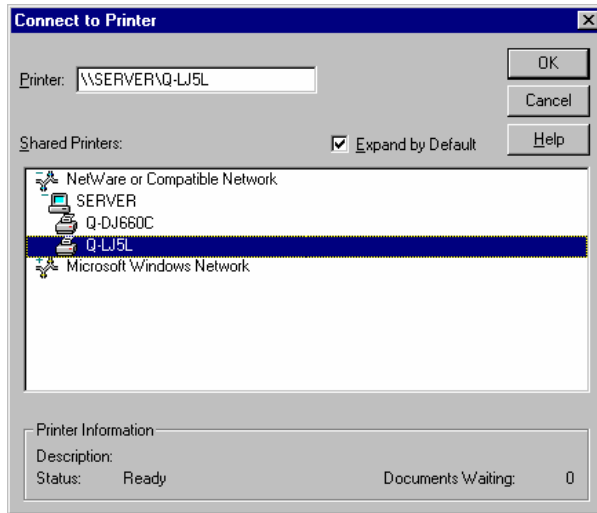 Connect to Printer
OK
Printer: \\SERVER\Q-LJ5L
Cancel
Shared Printers:
Expand by Default
Help
NetWare or Compatible Network
SERVER
Q-DJ660C
Q-LJ5L
Microsoft Windows Network
Printer Information
Description:
Status: Ready
Documents Waiting: 0